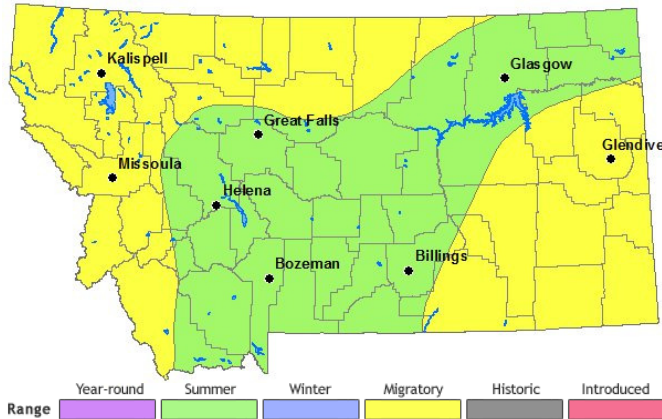 Kalispell
Glasgow
Great Falls
Glendive
Missoula
Helena
Bozeman
Billings
Year-round Summer Winter Migratory Historic Introduced
Range